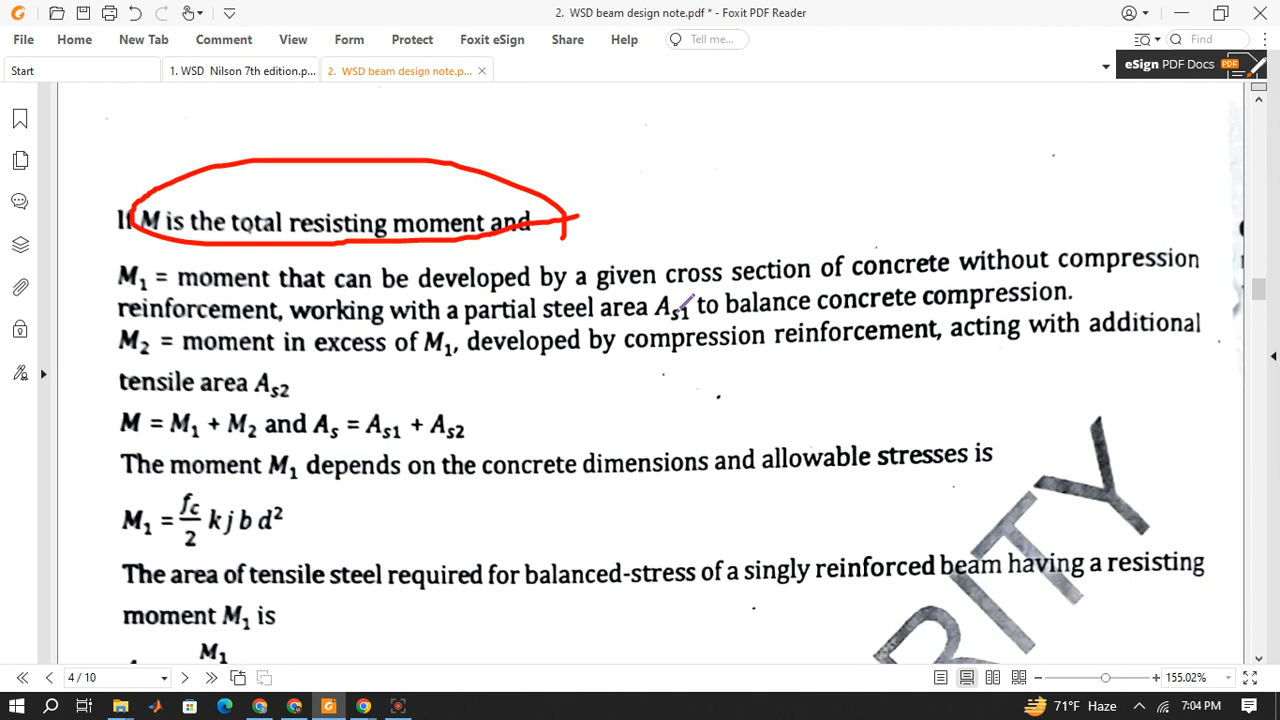 2. WSD beam design note.pdf * - Foxit PDF Reader
File Home New Tab Comment View Form Protect Foxit eSign Share Help Tell me... Find
Start 1. WSD Nilson 7th edition.p... 2. WSD beam design note.p... eSign PDF Docs PDF
If M is the total resisting moment and
M₁ = moment that can be developed by a given cross section of concrete without compression
reinforcement, working with a partial steel area Aₛ₁ to balance concrete compression.
M₂ = moment in excess of M₁, developed by compression reinforcement, acting with additional
tensile area Aₛ₂
M = M₁ + M₂ and Aₛ = Aₛ₁ + Aₛ₂
The moment M₁ depends on the concrete dimensions and allowable stresses is
M₁ = fc/2 k j b d²
The area of tensile steel required for balanced-stress of a singly reinforced beam having a resisting
moment M₁ is
M₁
RITY
4 / 10 155.02%
71°F Haze 7:04 PM